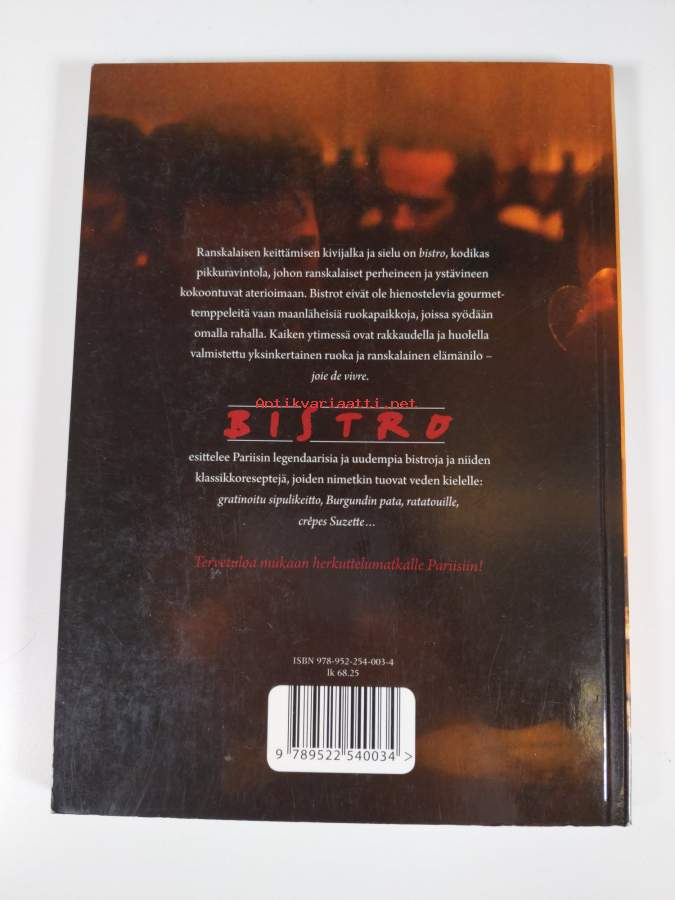 Ranskalaisen keittämisen kivijalka ja sielu on bistro, kodikas
pikkuravintola, johon ranskalaiset perheineen ja ystävineen
kokoontuvat aterioimaan. Bistrot eivät ole hienostelevia gourmet-
temppeleitä vaan maanläheisiä ruokapaikkoja, joissa syödään
omalla rahalla. Kaiken ytimessä ovat rakkaudella ja huolella
valmistettu yksinkertainen ruoka ja ranskalainen elämänilo –
joie de vivre.
Antikvariaatti.net
BISTRO
esittelee Pariisin legendaarisia ja uudempia bistroja ja niiden
klassikkoreseptejä, joiden nimetkin tuovat veden kielelle:
gratinoitu sipulikeitto, Burgundin pata, ratatouille,
crêpes Suzette…
Tervetuloa mukaan herkuttelumatkalle Pariisiin!
ISBN 978-952-254-003-4
lk 68.25
9 789522 540034 >